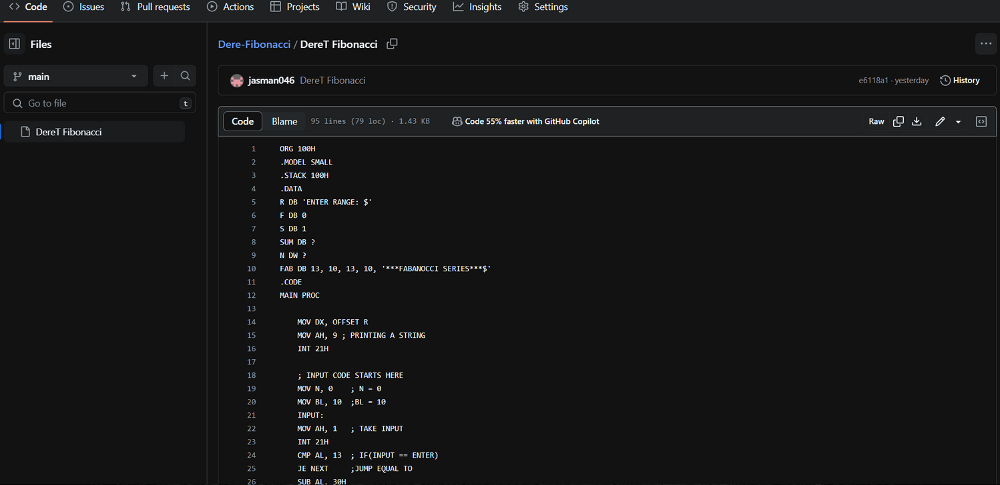 Code Issues Pull requests Actions Projects Wiki Security Insights Settings
Files
main
Go to file t
DereT Fibonacci
Dere-Fibonacci / DereT Fibonacci
jasman046 DereT Fibonacci e6118a1 · yesterday History
Code Blame 95 lines (79 loc) · 1.43 KB Code 55% faster with GitHub Copilot Raw
1 ORG 100H
2 .MODEL SMALL
3 .STACK 100H
4 .DATA
5 R DB 'ENTER RANGE: $'
6 F DB 0
7 S DB 1
8 SUM DB ?
9 N DW ?
10 FAB DB 13, 10, 13, 10, '***FABANOCCI SERIES***$'
11 .CODE
12 MAIN PROC
13
14 MOV DX, OFFSET R
15 MOV AH, 9 ; PRINTING A STRING
16 INT 21H
17
18 ; INPUT CODE STARTS HERE
19 MOV N, 0 ; N = 0
20 MOV BL, 10 ;BL = 10
21 INPUT:
22 MOV AH, 1 ; TAKE INPUT
23 INT 21H
24 CMP AL, 13 ; IF(INPUT == ENTER)
25 JE NEXT ;JUMP EQUAL TO
26 SUB AL, 30H